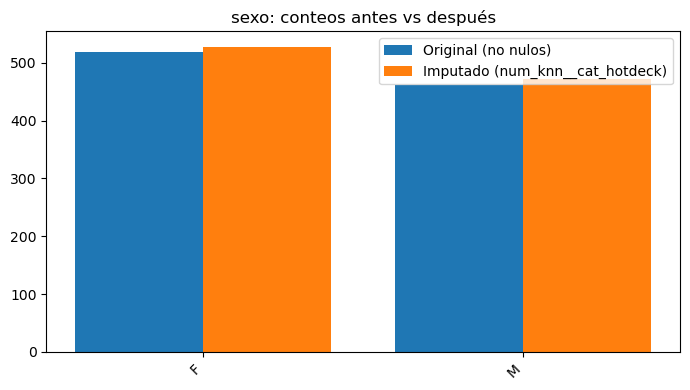 sexo: conteos antes vs después
Original (no nulos)
Imputado (num_knn__cat_hotdeck)
500
400
300
200
100
0
F
M